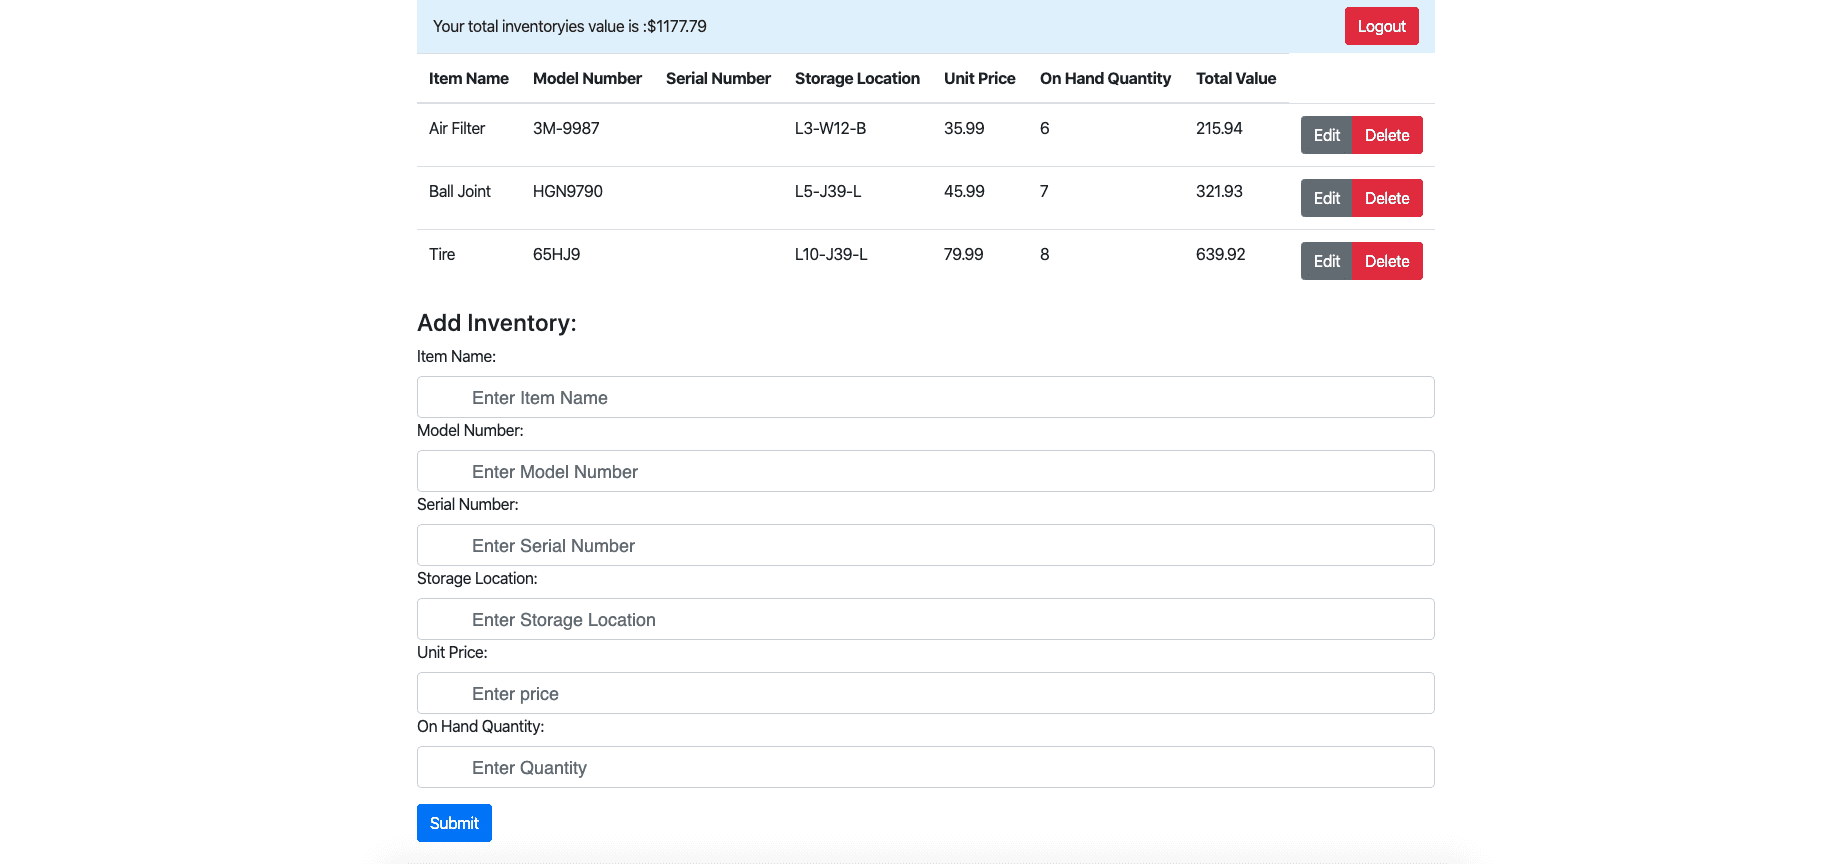 Your total inventoryies value is :$1177.79 Logout
Item Name Model Number Serial Number Storage Location Unit Price On Hand Quantity Total Value
Air Filter 3M-9987 L3-W12-B 35.99 6 215.94 Edit Delete
Ball Joint HGN9790 L5-J39-L 45.99 7 321.93 Edit Delete
Tire 65HJ9 L10-J39-L 79.99 8 639.92 Edit Delete
Add Inventory:
Item Name:
Enter Item Name
Model Number:
Enter Model Number
Serial Number:
Enter Serial Number
Storage Location:
Enter Storage Location
Unit Price:
Enter price
On Hand Quantity:
Enter Quantity
Submit